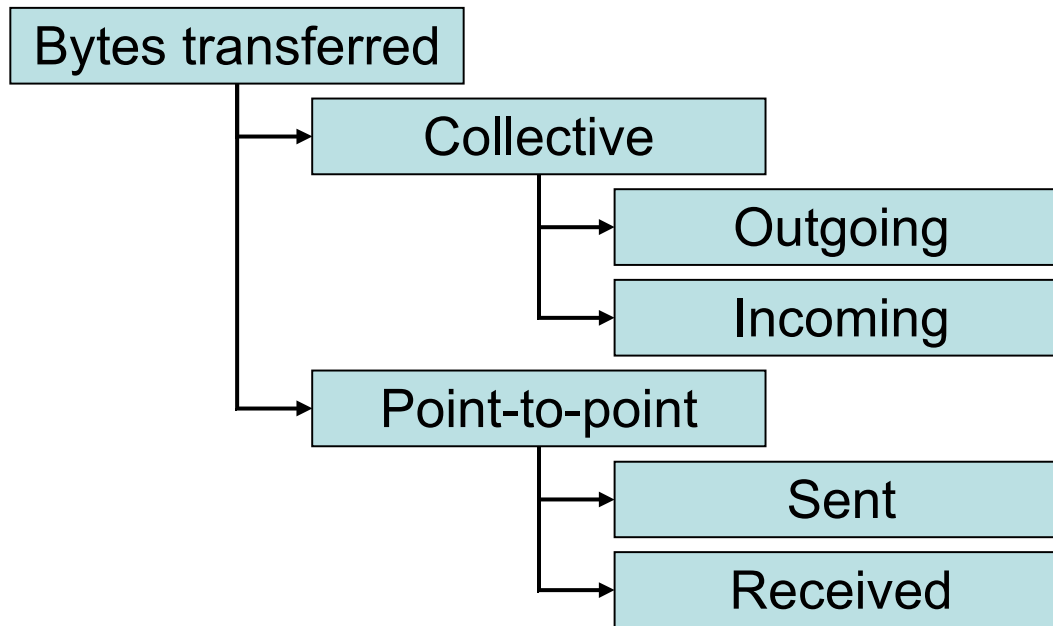 Bytes transferred
Collective
Outgoing
Incoming
Point-to-point
Sent
Received